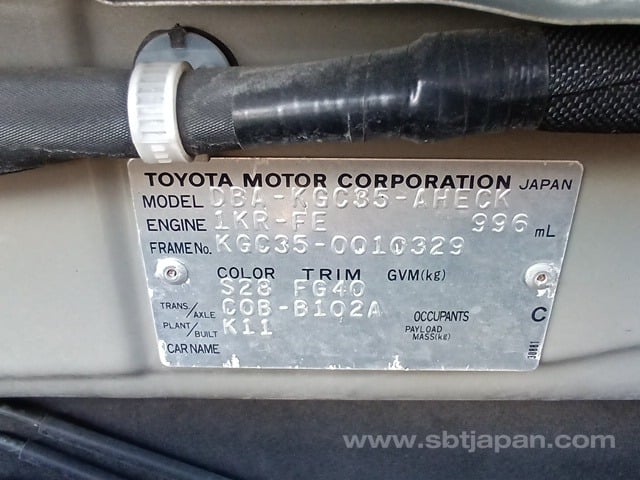 TOYOTA MOTOR CORPORATION JAPAN
MODEL DBA-KGC35-AHECK
ENGINE 1KR-FE 996 mL
FRAME No. KGC35-0010329
COLOR TRIM GVM(kg)
S28 FG40
TRANS./AXLE C0B-B102A OCCUPANTS C
PLANT/BUILT K11 PAYLOAD MASS(kg)
CAR NAME
30881
www.sbtjapan.com